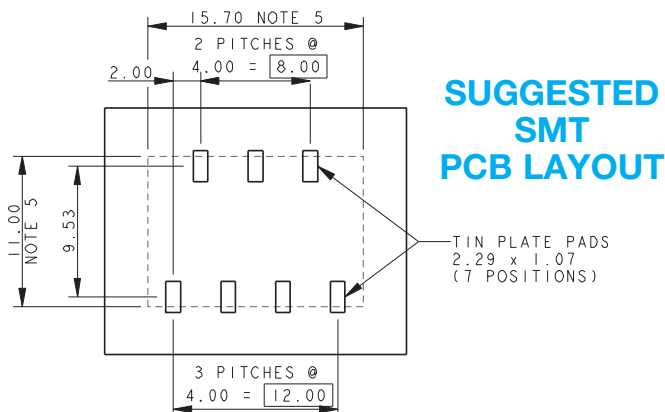 15.70 NOTE 5
2 PITCHES @
4.00 = 8.00
2.00
SUGGESTED
SMT
PCB LAYOUT
11.00
NOTE 5
9.53
TIN PLATE PADS
2.29 x 1.07
(7 POSITIONS)
3 PITCHES @
4.00 = 12.00